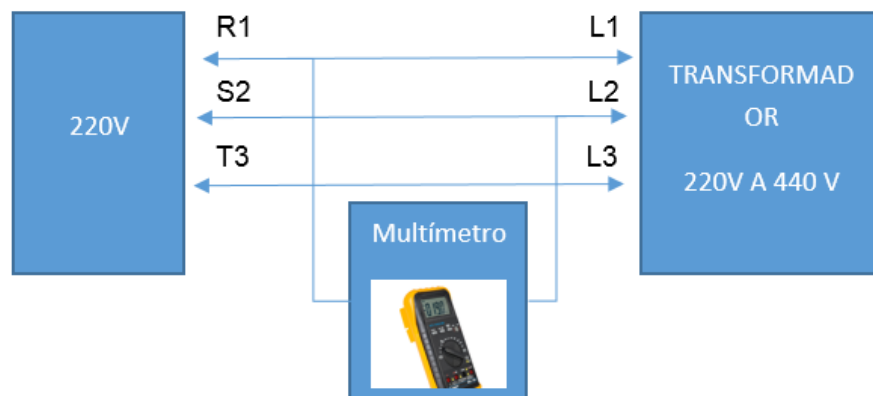 R1
L1
S2
L2
T3
L3
220V
TRANSFORMAD
OR
220V A 440 V
Multímetro